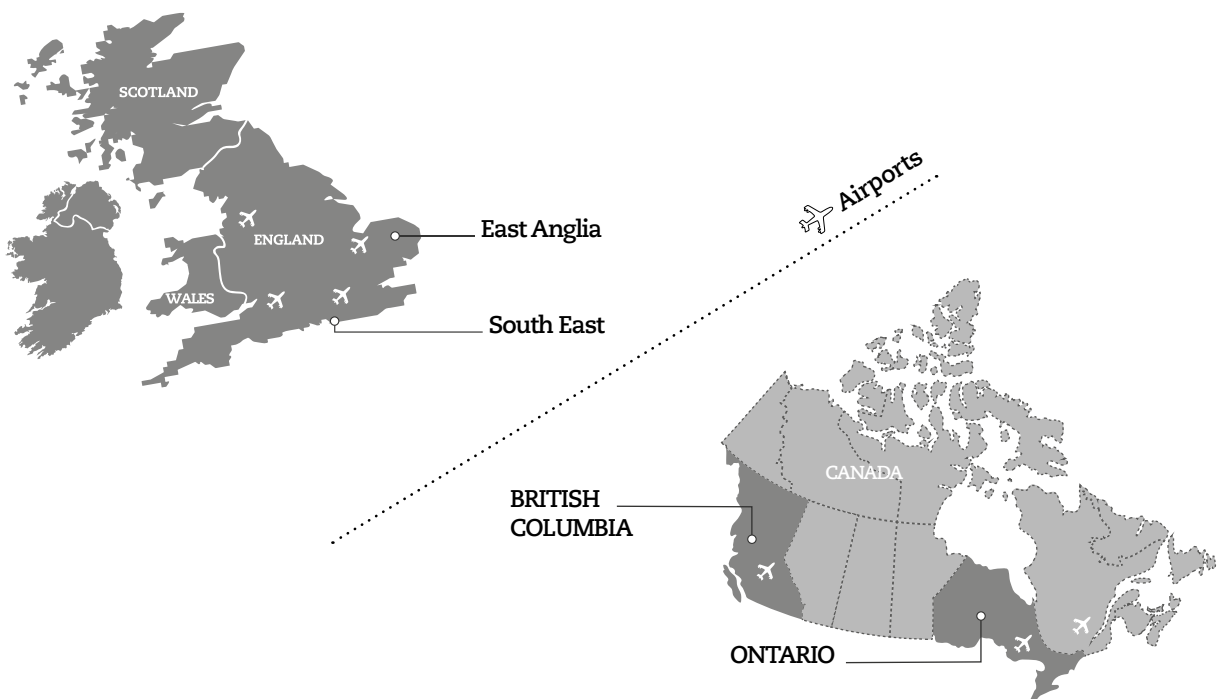 SCOTLAND
Airports
East Anglia
ENGLAND
WALES
South East
CANADA
BRITISH
COLUMBIA
ONTARIO